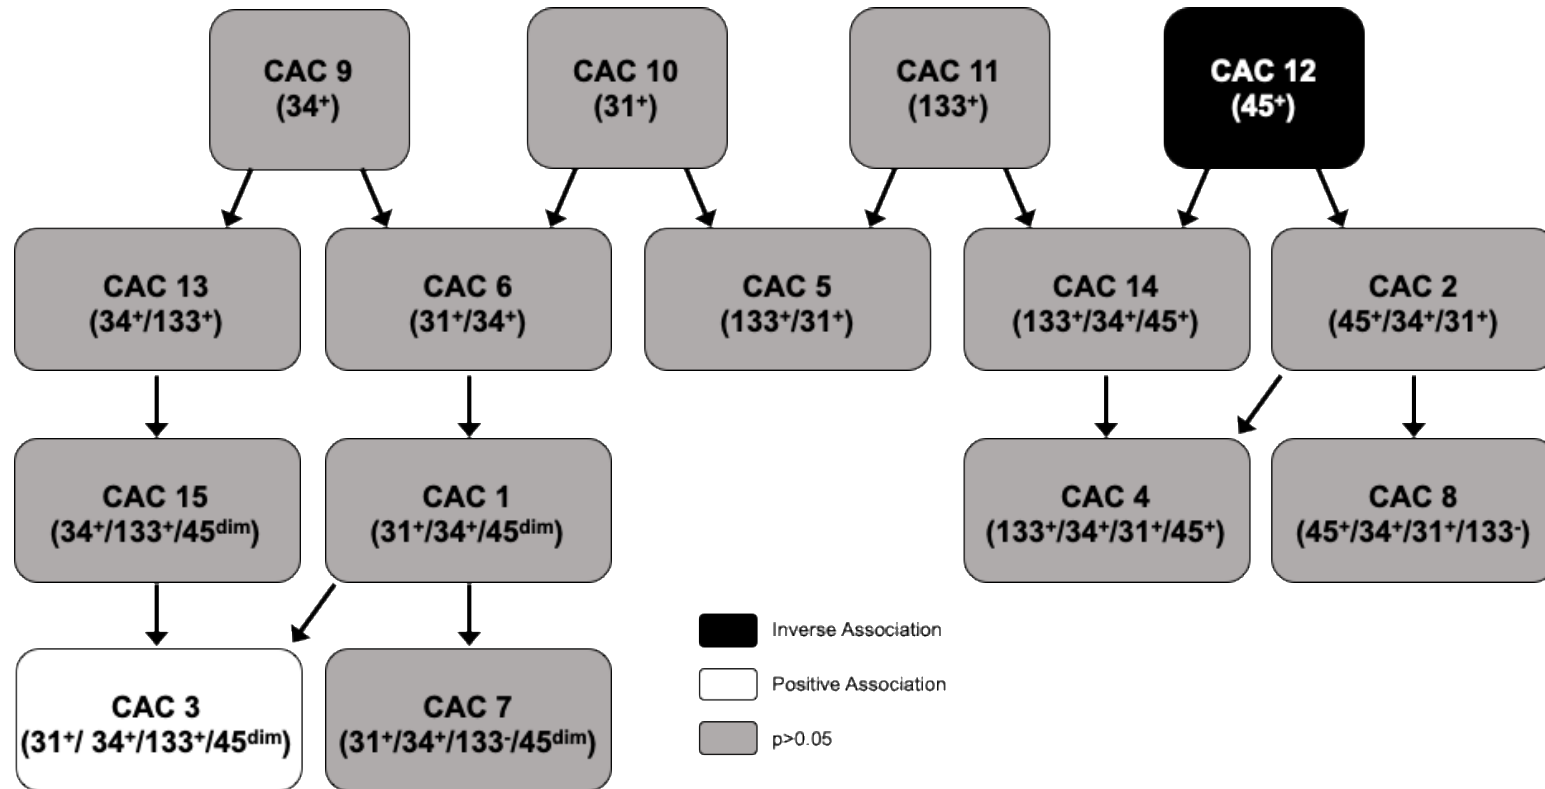 CAC 9
(34⁺)
CAC 10
(31⁺)
CAC 11
(133⁺)
CAC 12
(45⁺)
CAC 13
(34⁺/133⁺)
CAC 6
(31⁺/34⁺)
CAC 5
(133⁺/31⁺)
CAC 14
(133⁺/34⁺/45⁺)
CAC 2
(45⁺/34⁺/31⁺)
CAC 15
(34⁺/133⁺/45ᵈⁱᵐ)
CAC 1
(31⁺/34⁺/45ᵈⁱᵐ)
CAC 4
(133⁺/34⁺/31⁺/45⁺)
CAC 8
(45⁺/34⁺/31⁺/133⁻)
CAC 3
(31⁺/ 34⁺/133⁺/45ᵈⁱᵐ)
CAC 7
(31⁺/34⁺/133⁻/45ᵈⁱᵐ)
Inverse Association
Positive Association
p>0.05